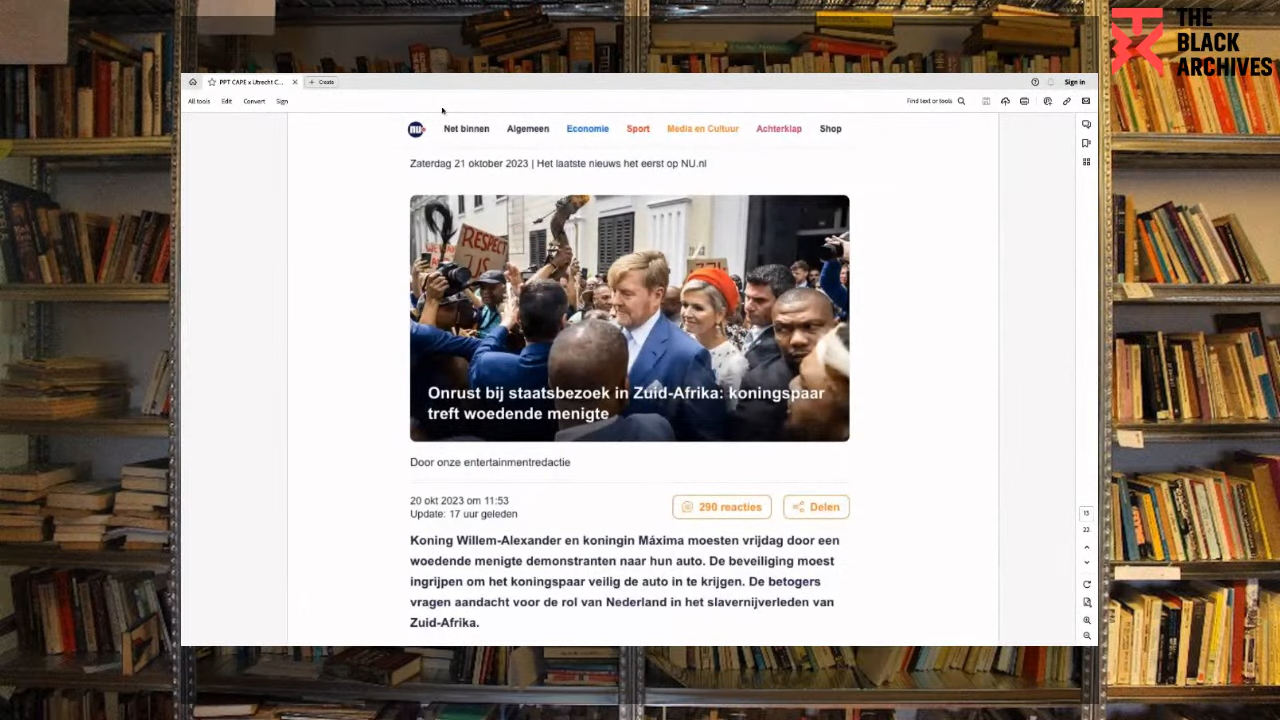 THE
BLACK
ARCHIVES
PPT CAPE x Utrecht C...
Create
Sign in
All tools
Edit
Convert
Sign
Find text or tools
NU
Net binnen
Algemeen
Economie
Sport
Media en Cultuur
Achterklap
Shop
Zaterdag 21 oktober 2023 | Het laatste nieuws het eerst op NU.nl
RESPECT
US
Onrust bij staatsbezoek in Zuid-Afrika: koningspaar
treft woedende menigte
Door onze entertainmentredactie
20 okt 2023 om 11:53
Update: 17 uur geleden
290 reacties
Delen
13
22
Koning Willem-Alexander en koningin Máxima moesten vrijdag door een
woedende menigte demonstranten naar hun auto. De beveiliging moest
ingrijpen om het koningspaar veilig de auto in te krijgen. De betogers
vragen aandacht voor de rol van Nederland in het slavernijverleden van
Zuid-Afrika.